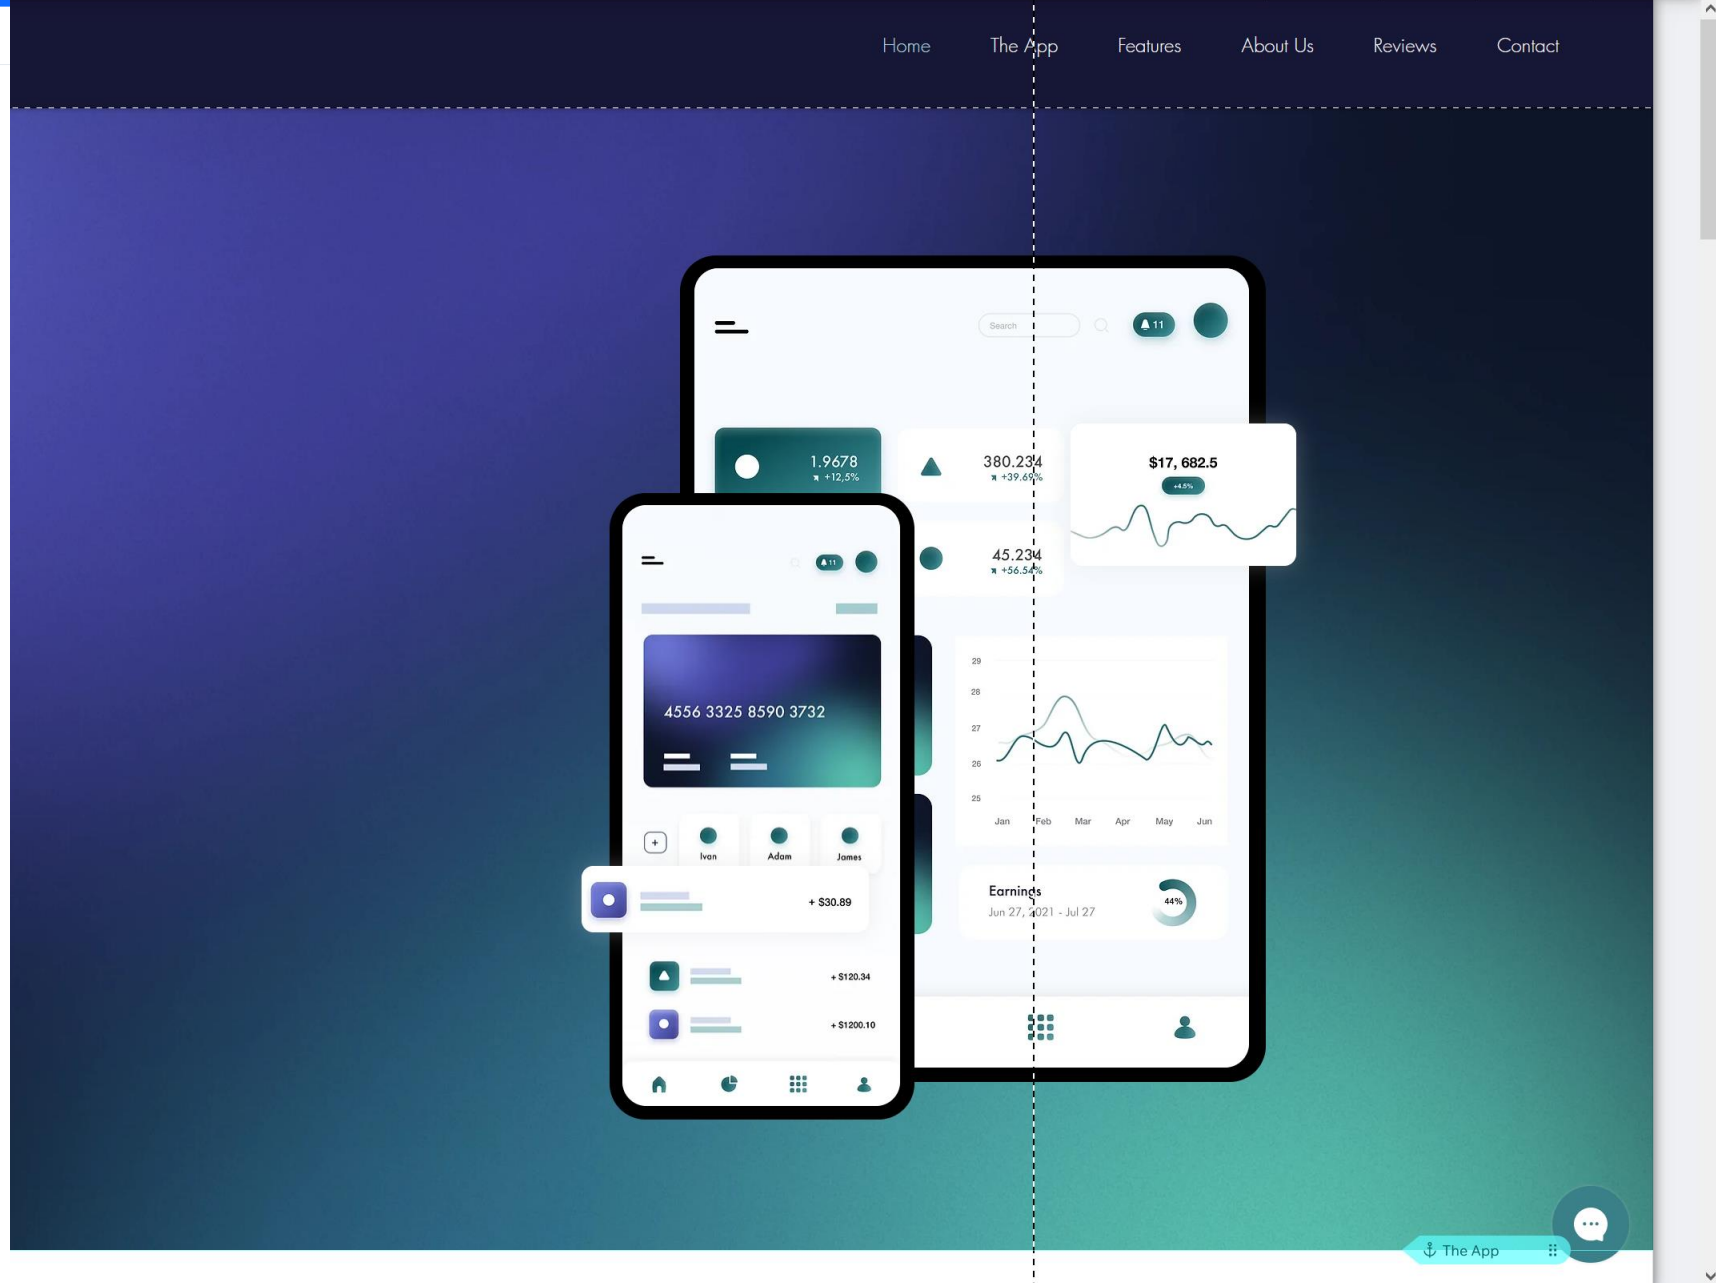 Home The App Features About Us Reviews Contact
Search
11
1.9678
+12,5%
380.234
+39.69%
$17, 682.5
+4.5%
45.234
+56.54%
11
4556 3325 8590 3732
29
28
27
26
25
Jan Feb Mar Apr May Jun
Ivan Adam James
+ $30.89
Earnings
Jun 27, 2021 - Jul 27
44%
+ $120.34
+ $1200.10
The App